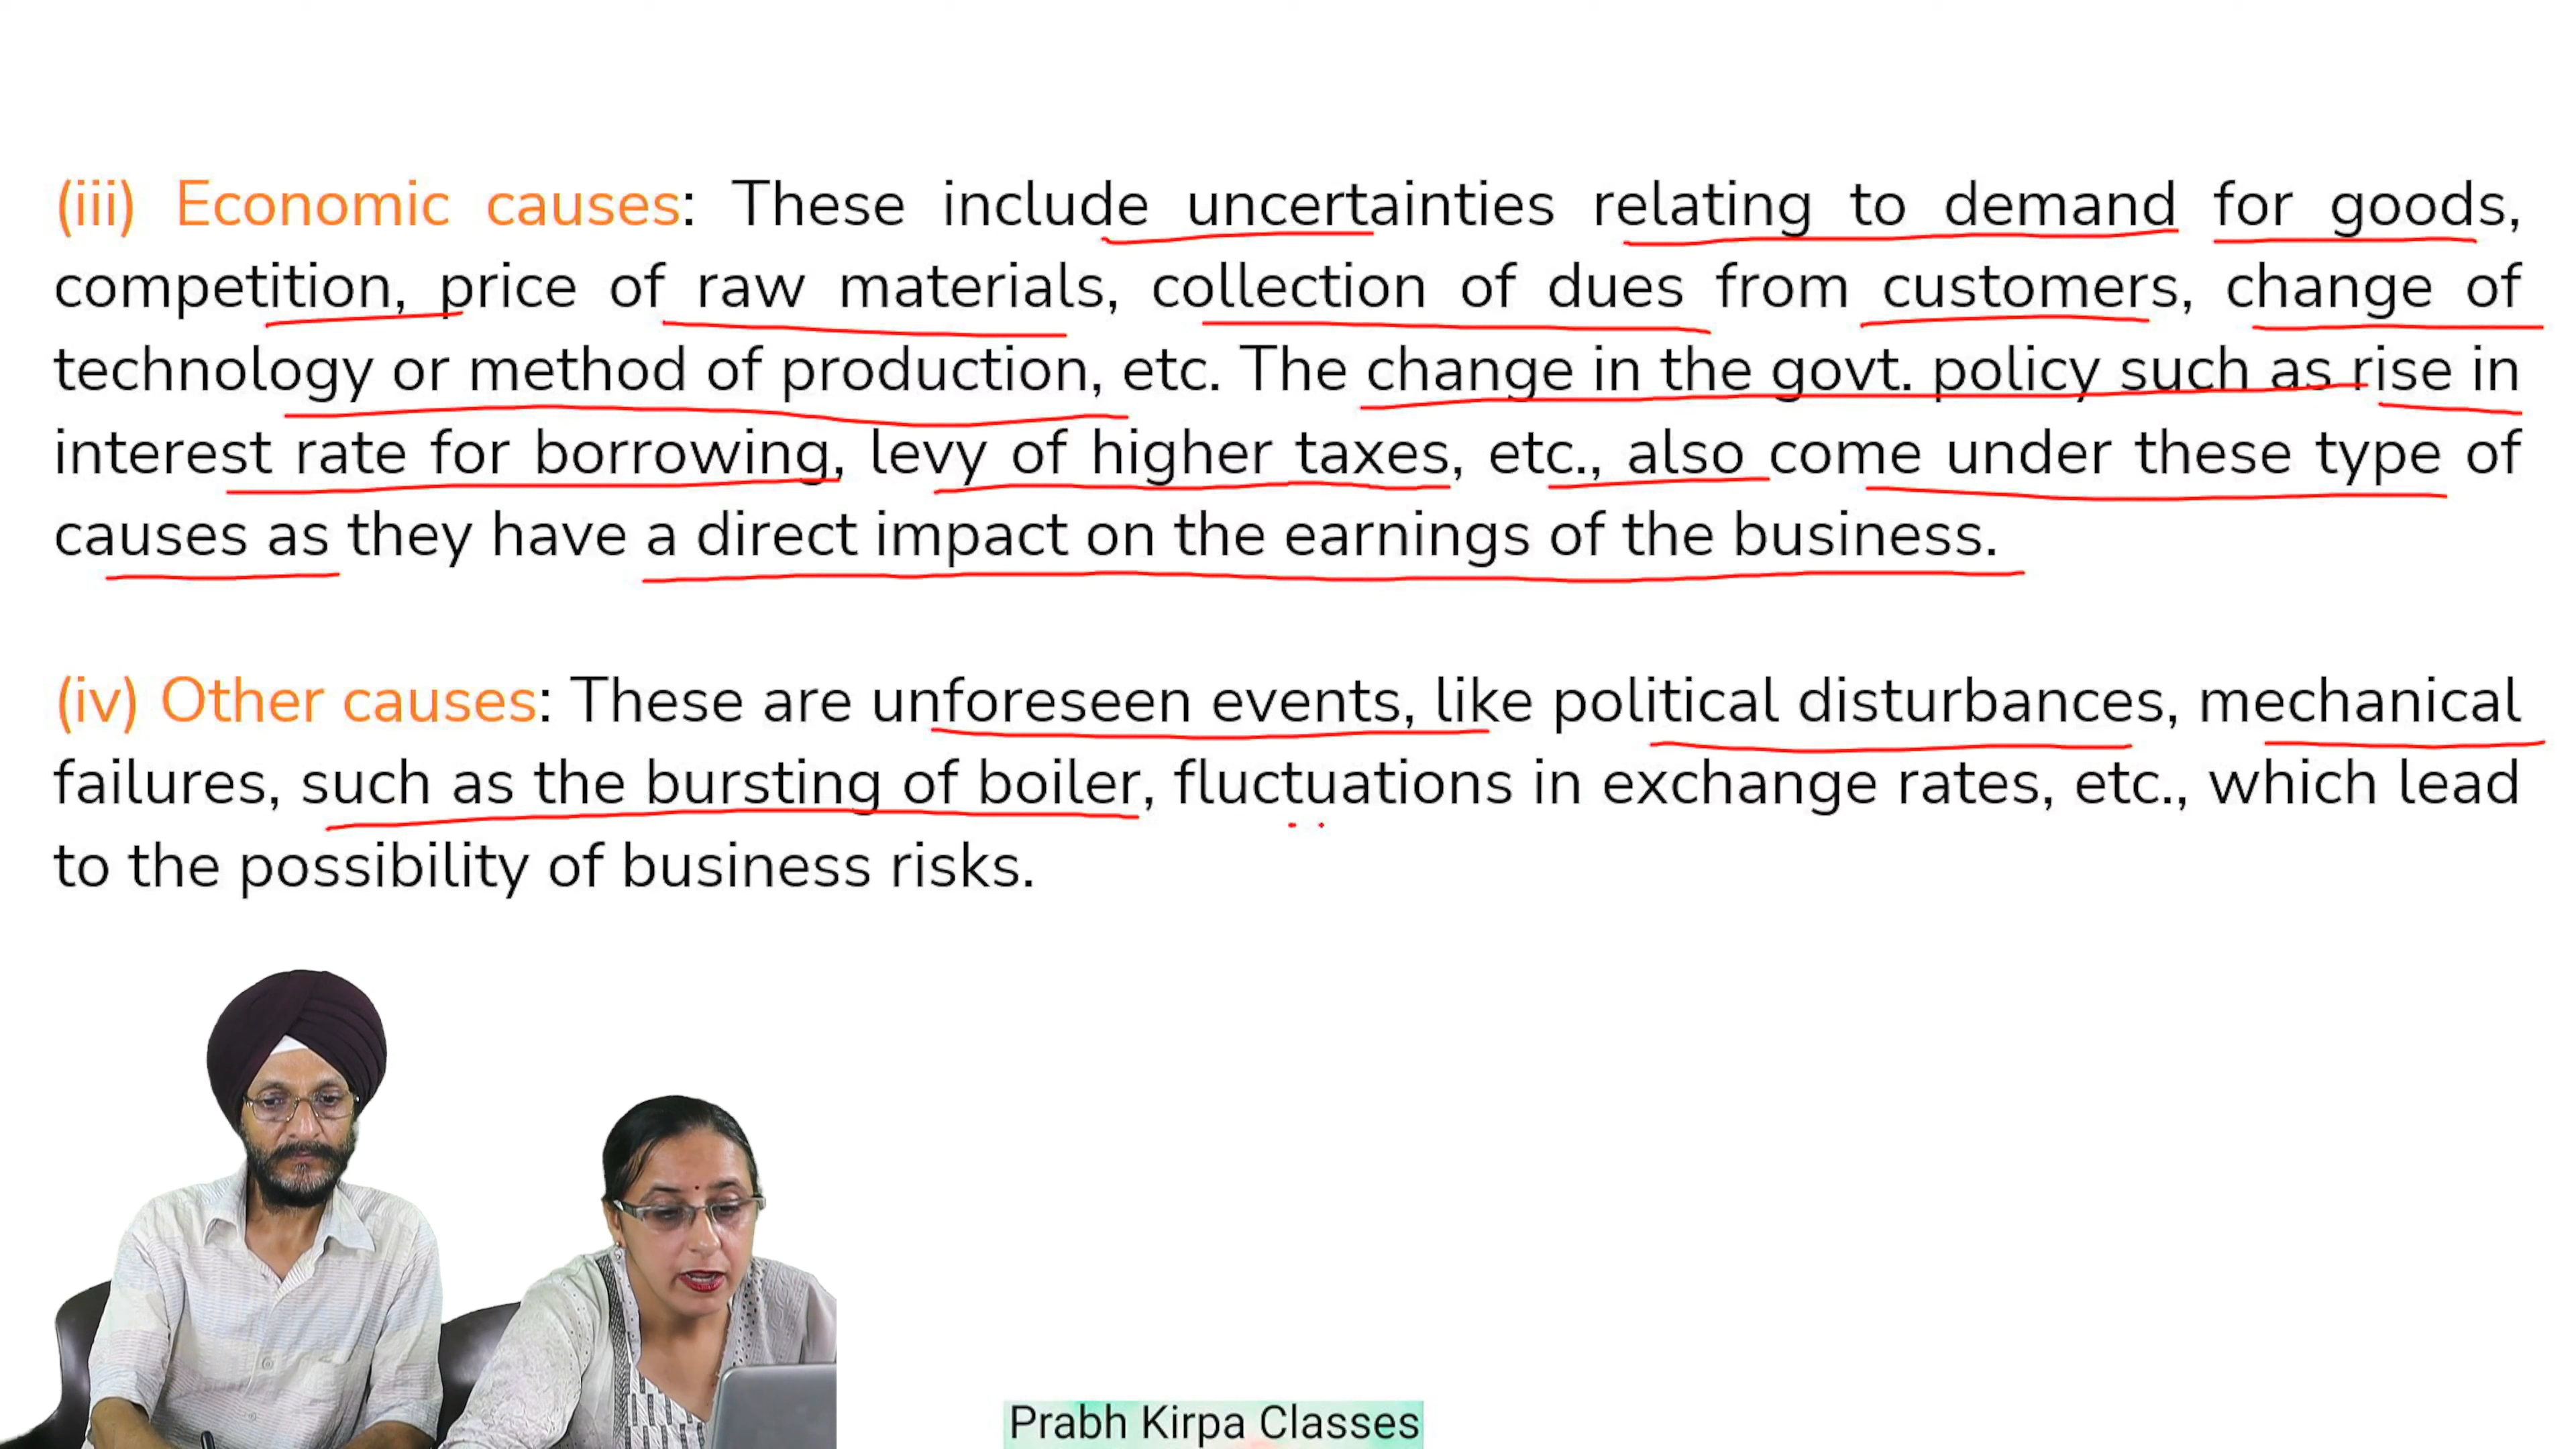 (iii) Economic causes: These include uncertainties relating to demand for goods,
competition, price of raw materials, collection of dues from customers, change of
technology or method of production, etc. The change in the govt. policy such as rise in
interest rate for borrowing, levy of higher taxes, etc., also come under these type of
causes as they have a direct impact on the earnings of the business.
(iv) Other causes: These are unforeseen events, like political disturbances, mechanical
failures, such as the bursting of boiler, fluctuations in exchange rates, etc., which lead
to the possibility of business risks.
Prabh Kirpa Classes